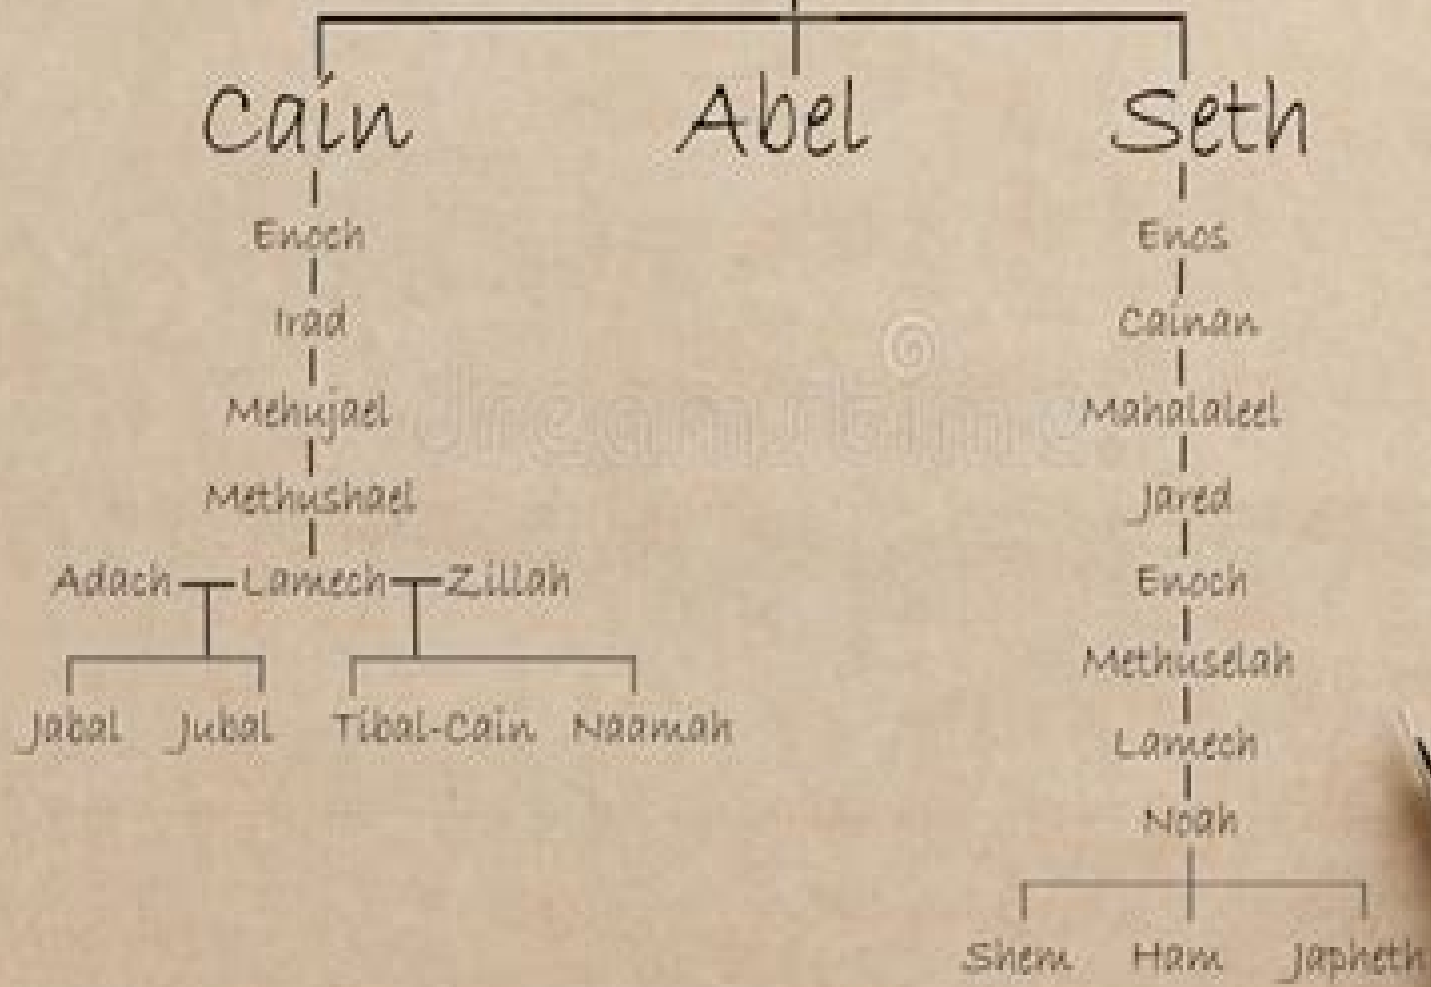 Cain Abel Seth
Enoch Enos
Irad Cainan
dreamstime
Mehujael Mahalaleel
Methushael Jared
Adach Lamech Zillah Enoch
Methuselah
Jabal Jubal Tibal-Cain Naamah
Lamech
Noah
Shem Ham Japheth